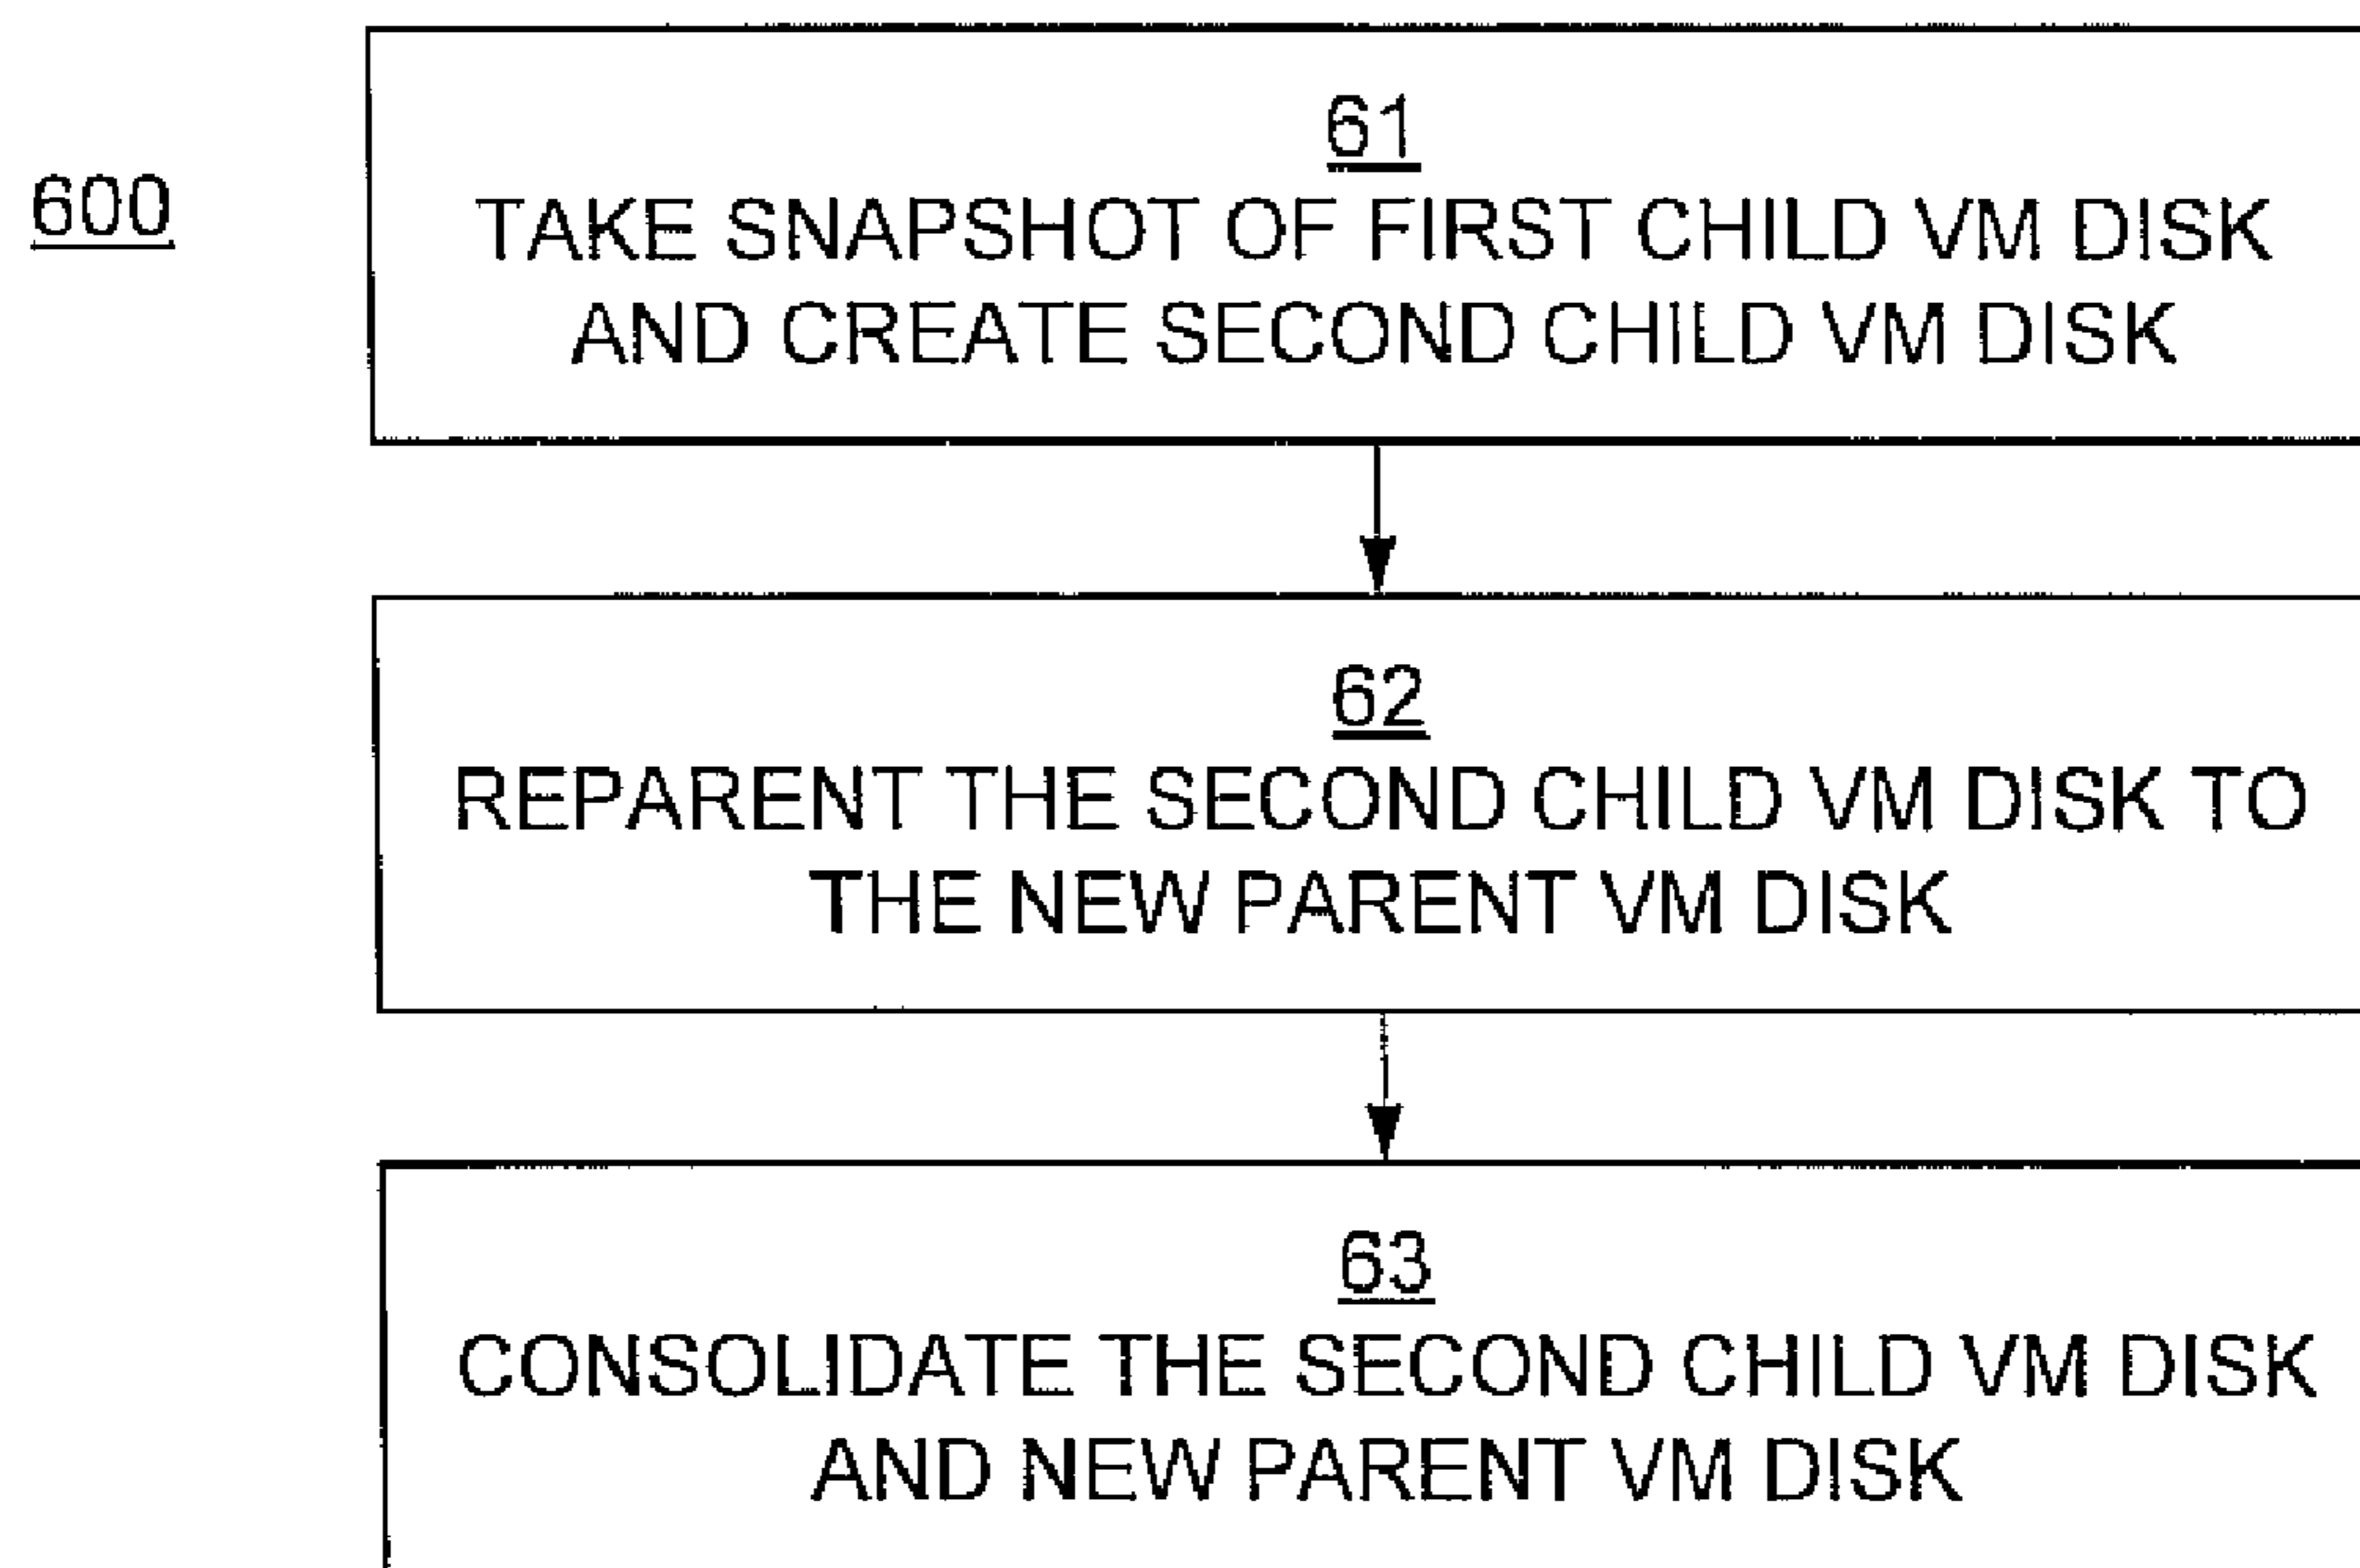 600
61
TAKE SNAPSHOT OF FIRST CHILD VM DISK
AND CREATE SECOND CHILD VM DISK
62
REPARENT THE SECOND CHILD VM DISK TO
THE NEW PARENT VM DISK
63
CONSOLIDATE THE SECOND CHILD VM DISK
AND NEW PARENT VM DISK